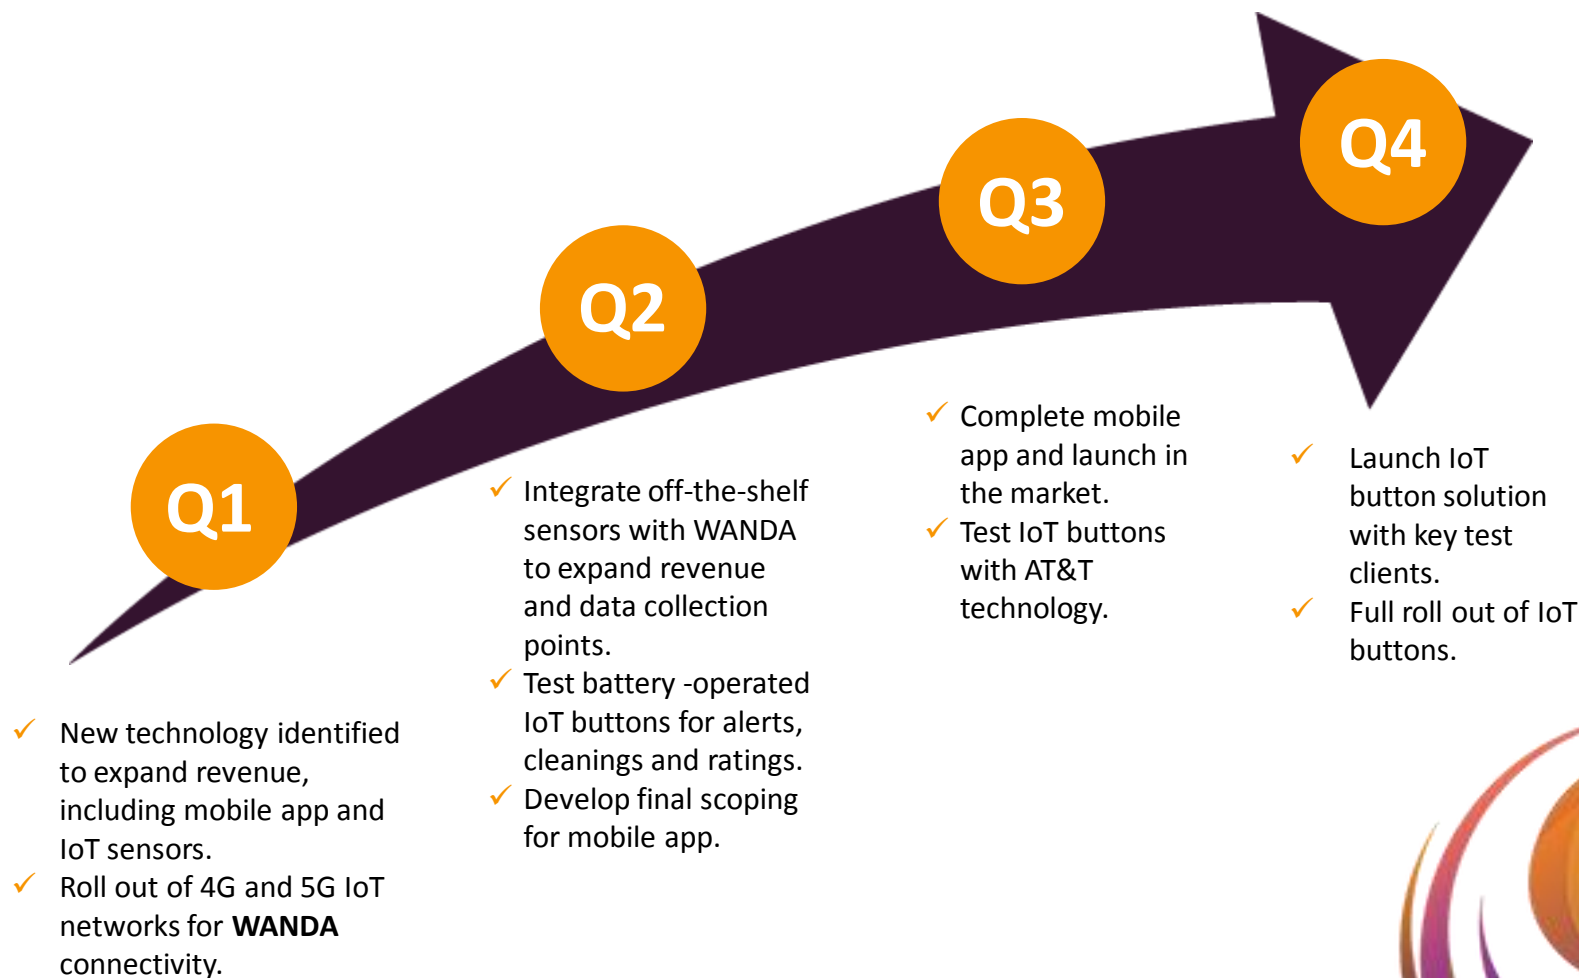 Q1
New technology identified
to expand revenue,
including mobile app and
IoT sensors.
Roll out of 4G and 5G IoT
networks for WANDA
connectivity.
Q2
Integrate off-the-shelf
sensors with WANDA
to expand revenue
and data collection
points.
Test battery -operated
IoT buttons for alerts,
cleanings and ratings.
Develop final scoping
for mobile app.
Q3
Complete mobile
app and launch in
the market.
Test IoT buttons
with AT&T
technology.
Q4
Launch IoT
button solution
with key test
clients.
Full roll out of IoT
buttons.